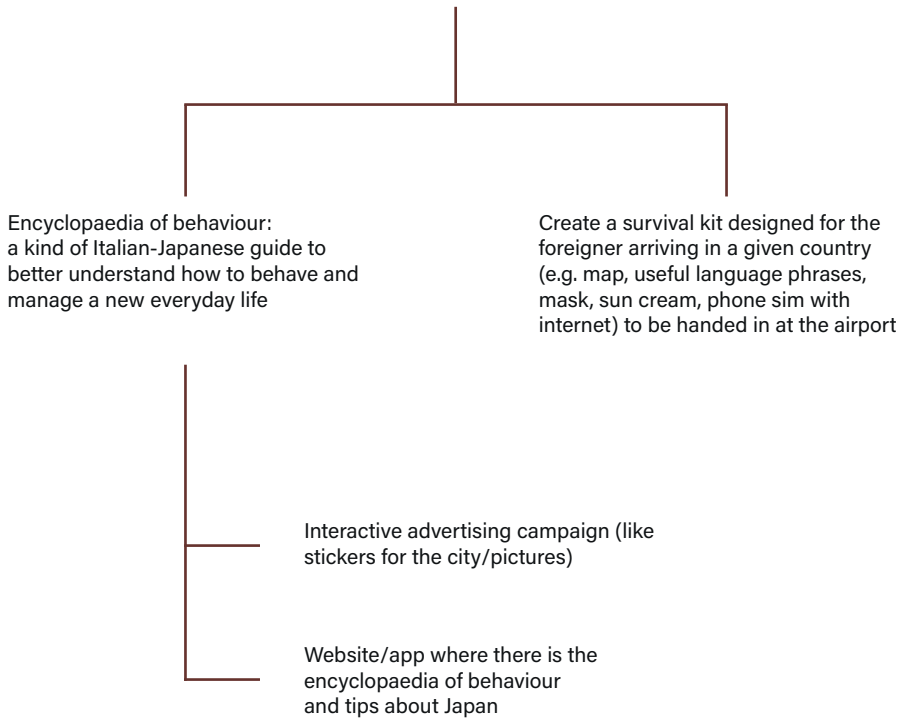 Encyclopaedia of behaviour:
a kind of Italian-Japanese guide to
better understand how to behave and
manage a new everyday life
Create a survival kit designed for the
foreigner arriving in a given country
(e.g. map, useful language phrases,
mask, sun cream, phone sim with
internet) to be handed in at the airport
Interactive advertising campaign (like
stickers for the city/pictures)
Website/app where there is the
encyclopaedia of behaviour
and tips about Japan